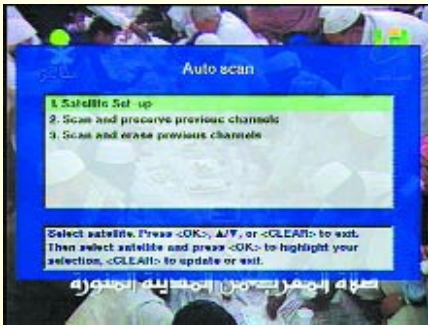 Auto scan
1. Satellite Set-up
2. Scan and preserve previous channels
3. Scan and erase previous channels
Select satellite. Press <OK>, ▲/▼, or <CLEAR> to exit.
Then select satellite and press <OK> to highlight your
selection, <CLEAR> to update or exit.
صلاة المغرب من المدينة المنورة